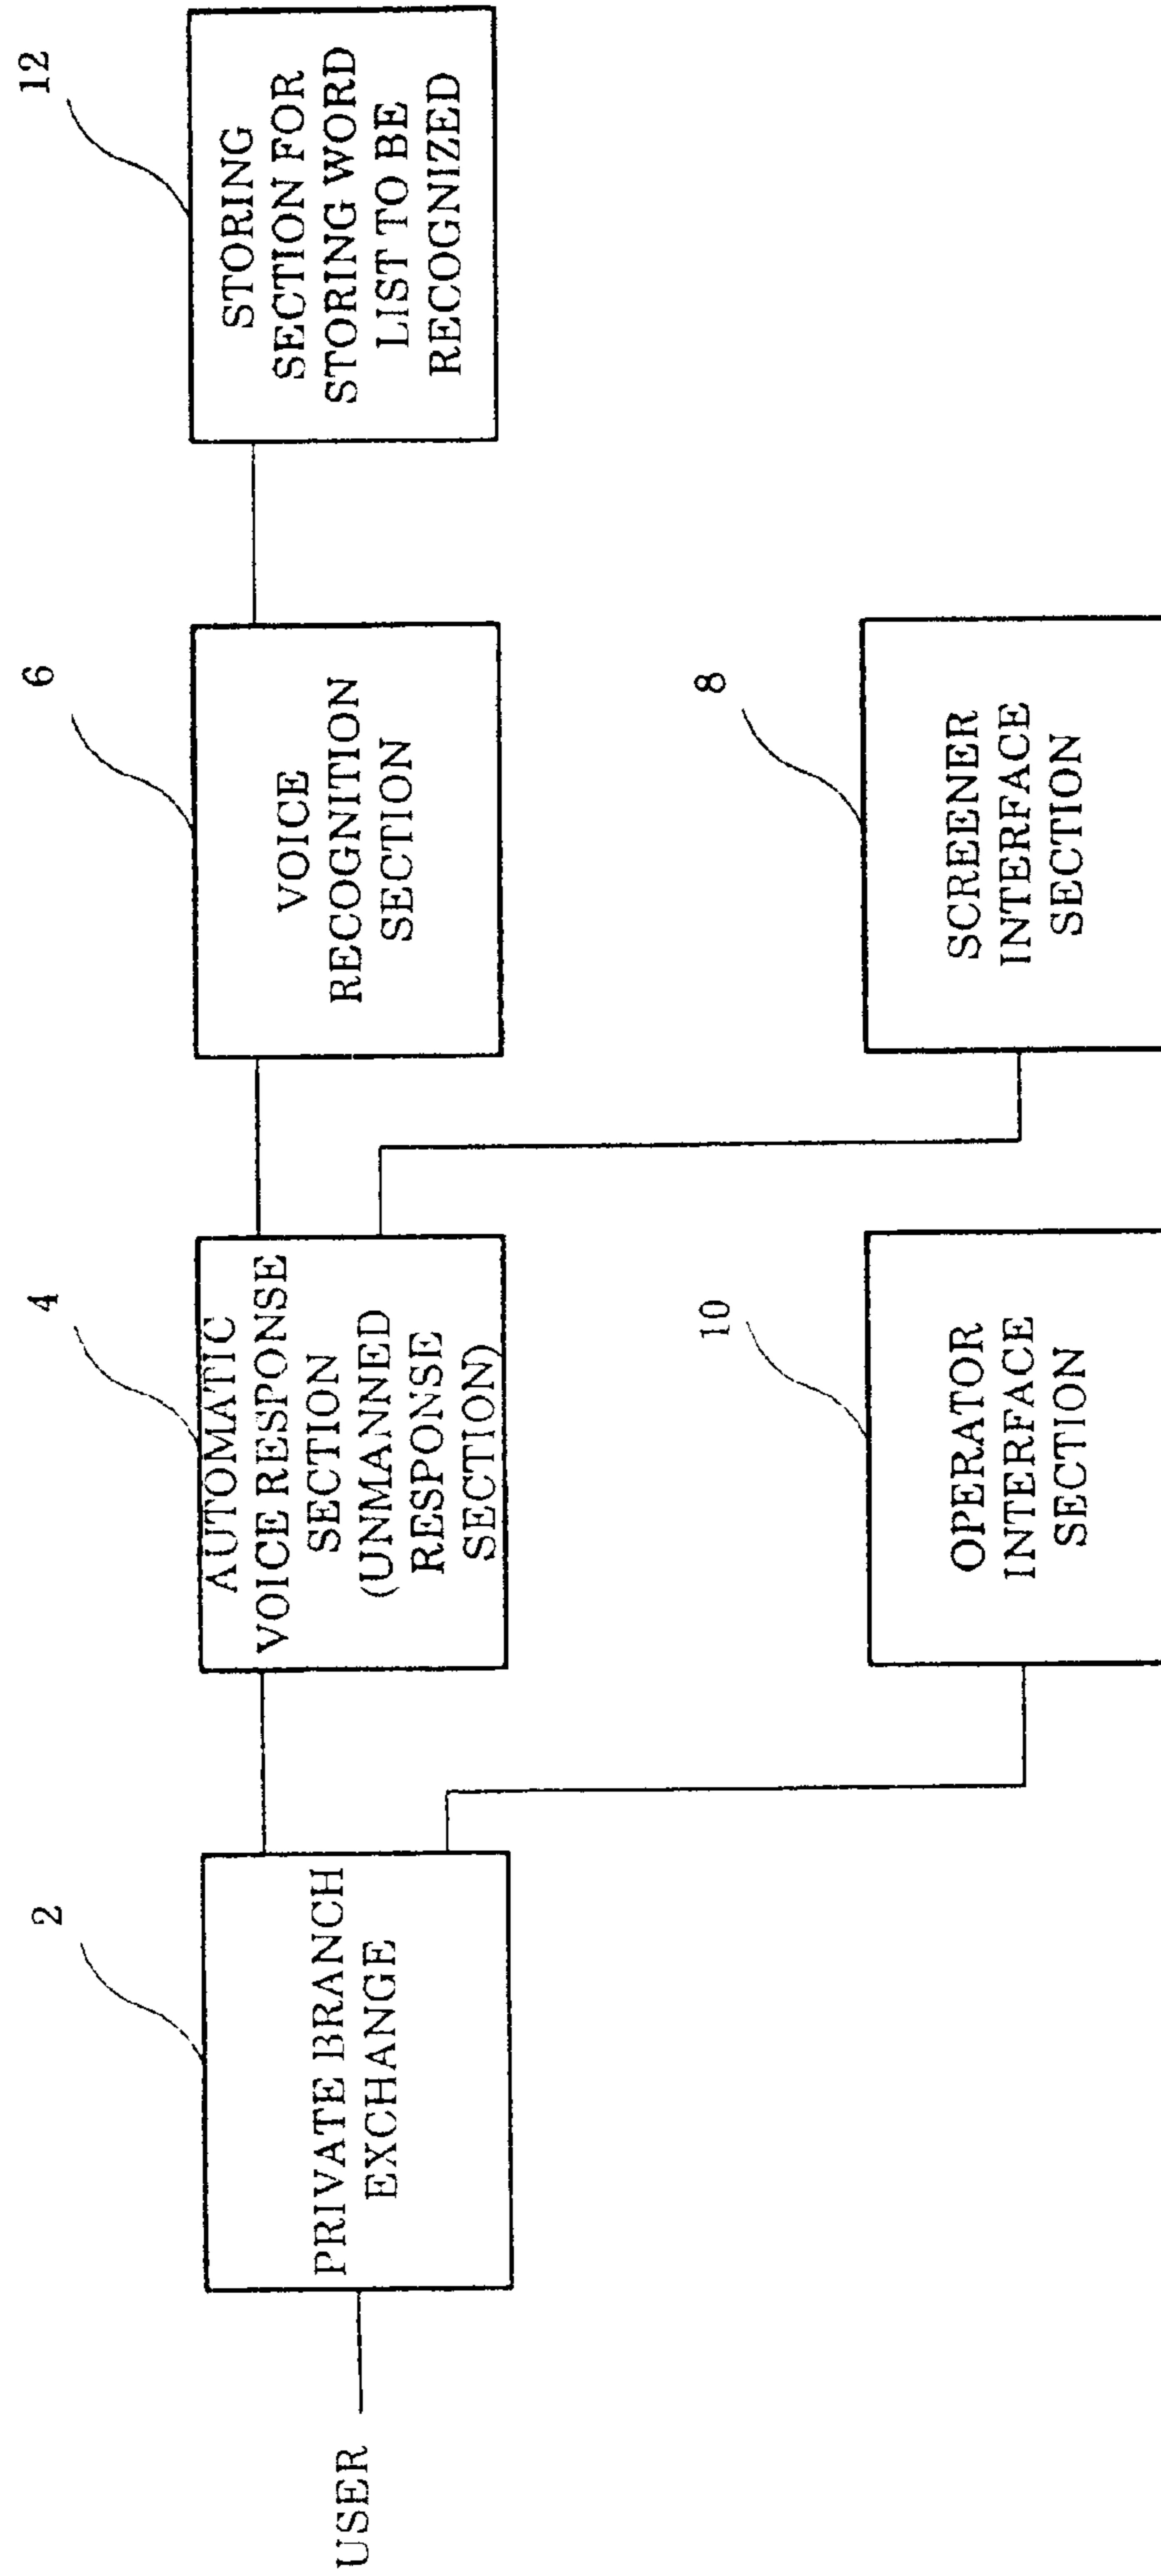 USER
2
PRIVATE BRANCH
EXCHANGE
4
AUTOMATIC
VOICE RESPONSE
SECTION
(UNMANNED
RESPONSE
SECTION)
6
VOICE
RECOGNITION
SECTION
12
STORING
SECTION FOR
STORING WORD
LIST TO BE
RECOGNIZED
10
OPERATOR
INTERFACE
SECTION
8
SCREENER
INTERFACE
SECTION